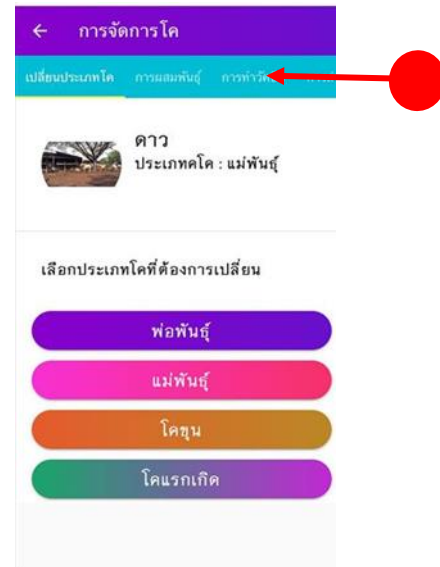 การจัดการโค
เปลี่ยนประเภทโค การผสมพันธุ์
ดาว
ประเภทคโค : แม่พันธุ์
เลือกประเภทโคที่ต้องการเปลี่ยน
พ่อพันธุ์
แม่พันธุ์
โคขุน
โคแรกเกิด